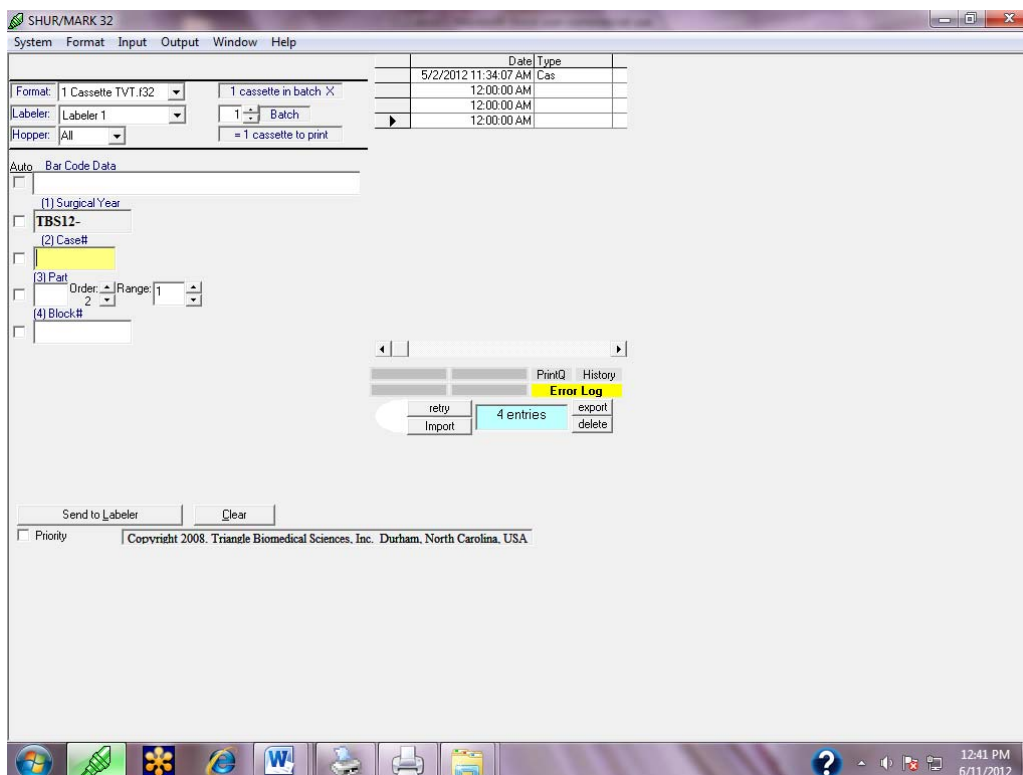 SHUR/MARK 32
System Format Input Output Window Help
Date Type
5/2/2012 11:34:07 AM Cas
12:00:00 AM
12:00:00 AM
12:00:00 AM
Format: 1 Cassette TVT.f32 1 cassette in batch X
Labeler: Labeler 1 1 Batch
Hopper: All = 1 cassette to print
Auto Bar Code Data
(1) Surgical Year
TBS12-
(2) Case#
(3) Part Order: 2 Range: 1
(4) Block#
PrintQ History
Error Log
retry 4 entries export
Import delete
Send to Labeler Clear
Priority Copyright 2008. Triangle Biomedical Sciences, Inc. Durham, North Carolina, USA
12:41 PM
6/11/2012